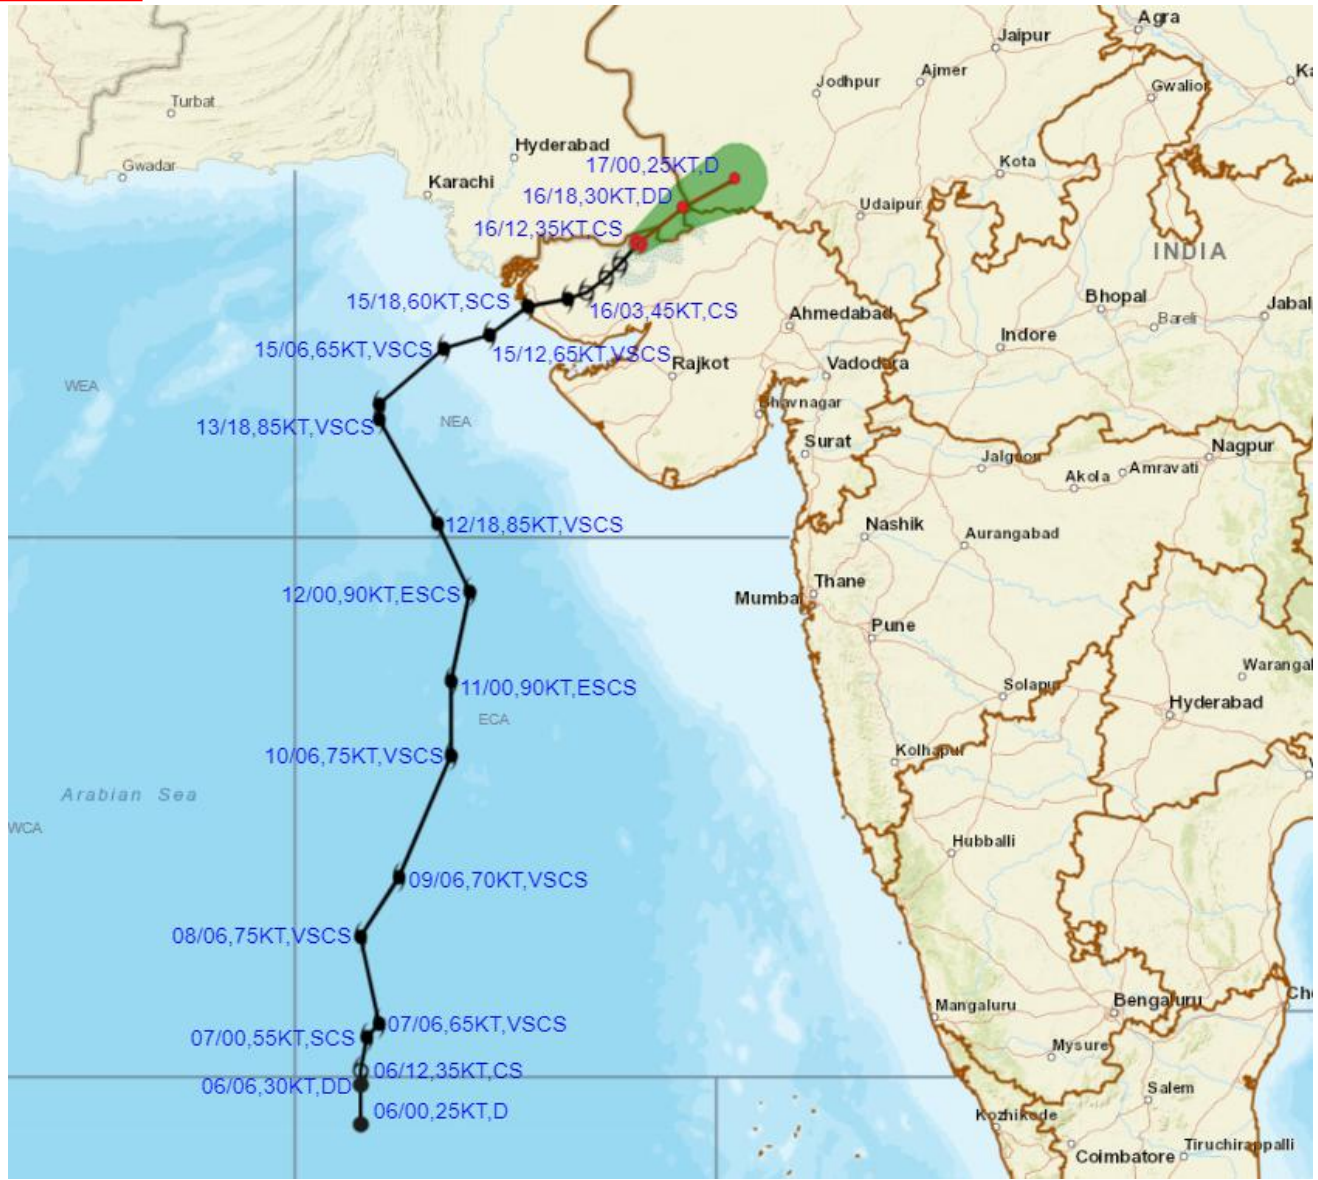 Agra
Jaipur
Ajmer
Jodhpur
Gwalior
Turbat
Hyderabad
Gwadar
Karachi
Kota
17/00,25KT,D
16/18,30KT,DD
Udaipur
16/12,35KT,CS
INDIA
15/18,60KT,SCS
16/03,45KT,CS
Bhopal
Jabal
Ahmedabad
Bareli
Indore
15/06,65KT,VSCS
15/12,65KT,VSCS
Rajkot
Vadodara
WEA
NEA
Bhavnagar
13/18,85KT,VSCS
Surat
Nagpur
Jalgaon
Amravati
Akola
12/18,85KT,VSCS
Nashik
Aurangabad
12/00,90KT,ESCS
Thane
Mumbai
Pune
Warangal
11/00,90KT,ESCS
Solapur
Hyderabad
ECA
10/06,75KT,VSCS
Kolhapur
Arabian Sea
WCA
Hubballi
09/06,70KT,VSCS
08/06,75KT,VSCS
Mangaluru
Bengaluru
Che
07/06,65KT,VSCS
07/00,55KT,SCS
Mysure
06/12,35KT,CS
06/06,30KT,DD
Salem
06/00,25KT,D
Kozhikode
Coimbatore
Tiruchirappalli